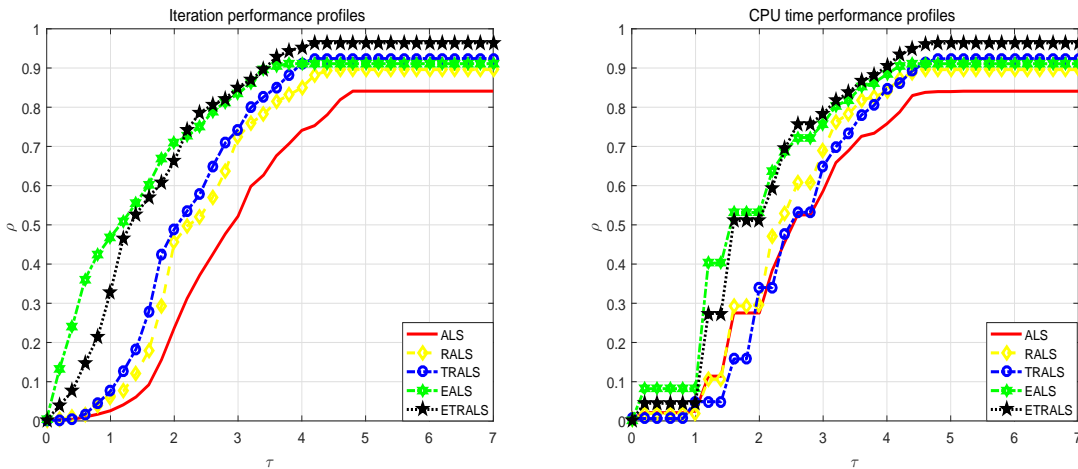 Iteration performance profiles
1
0.9
0.8
0.7
0.6
0.5
0.4
0.3
0.2
0.1
0
ρ
0 1 2 3 4 5 6 7
τ
ALS
RALS
TRALS
EALS
ETRALS
CPU time performance profiles
1
0.9
0.8
0.7
0.6
0.5
0.4
0.3
0.2
0.1
0
ρ
0 1 2 3 4 5 6 7
τ
ALS
RALS
TRALS
EALS
ETRALS